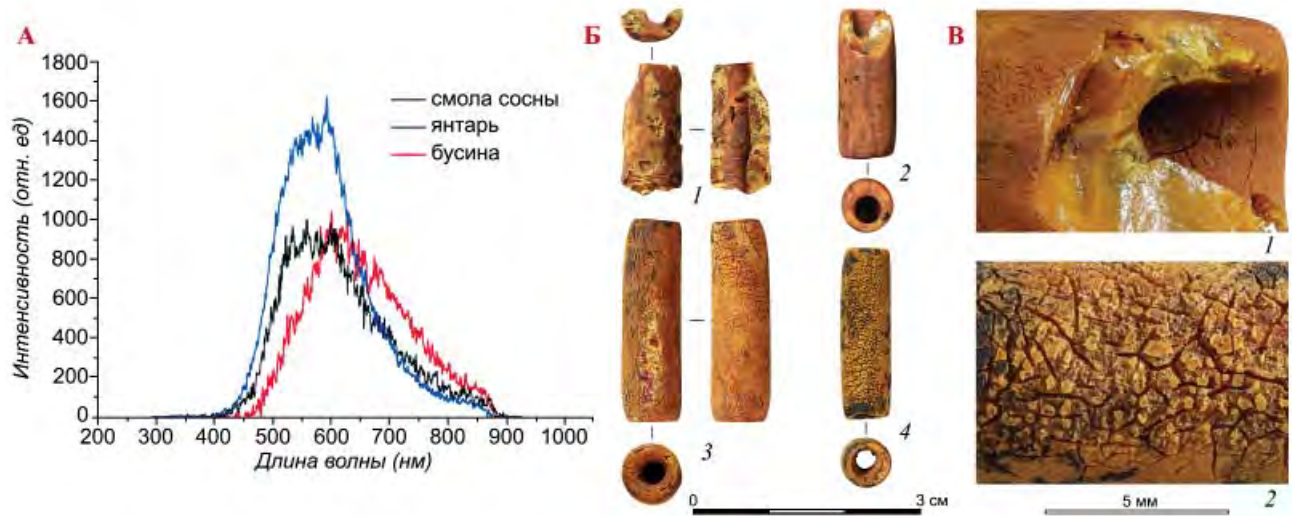 А
1800
1600
1400
1200
1000
800
600
400
200
0
Интенсивность (отн. ед)
200 300 400 500 600 700 800 900 1000
Длина волны (нм)
смола сосны
янтарь
бусина
Б
1
2
3
4
0 3 см
В
1
2
5 мм